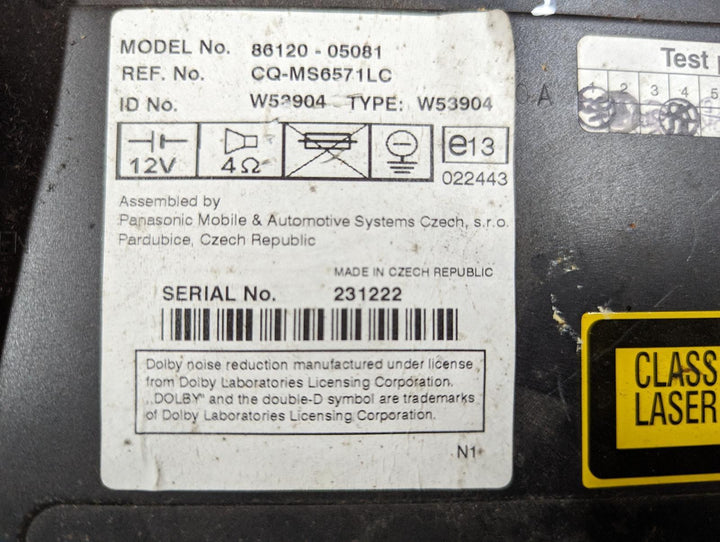 MODEL No. 86120 - 05081
REF. No. CQ-MS6571LC
ID No. W53904 TYPE: W53904
12V 4Ω e13
022443
Assembled by
Panasonic Mobile & Automotive Systems Czech, s.r.o.
Pardubice, Czech Republic
MADE IN CZECH REPUBLIC
SERIAL No. 231222
Dolby noise reduction manufactured under license
from Dolby Laboratories Licensing Corporation.
„DOLBY" and the double-D symbol are trademarks
of Dolby Laboratories Licensing Corporation.
N1
A
Test
1 2 3 4 5
CLASS
LASER